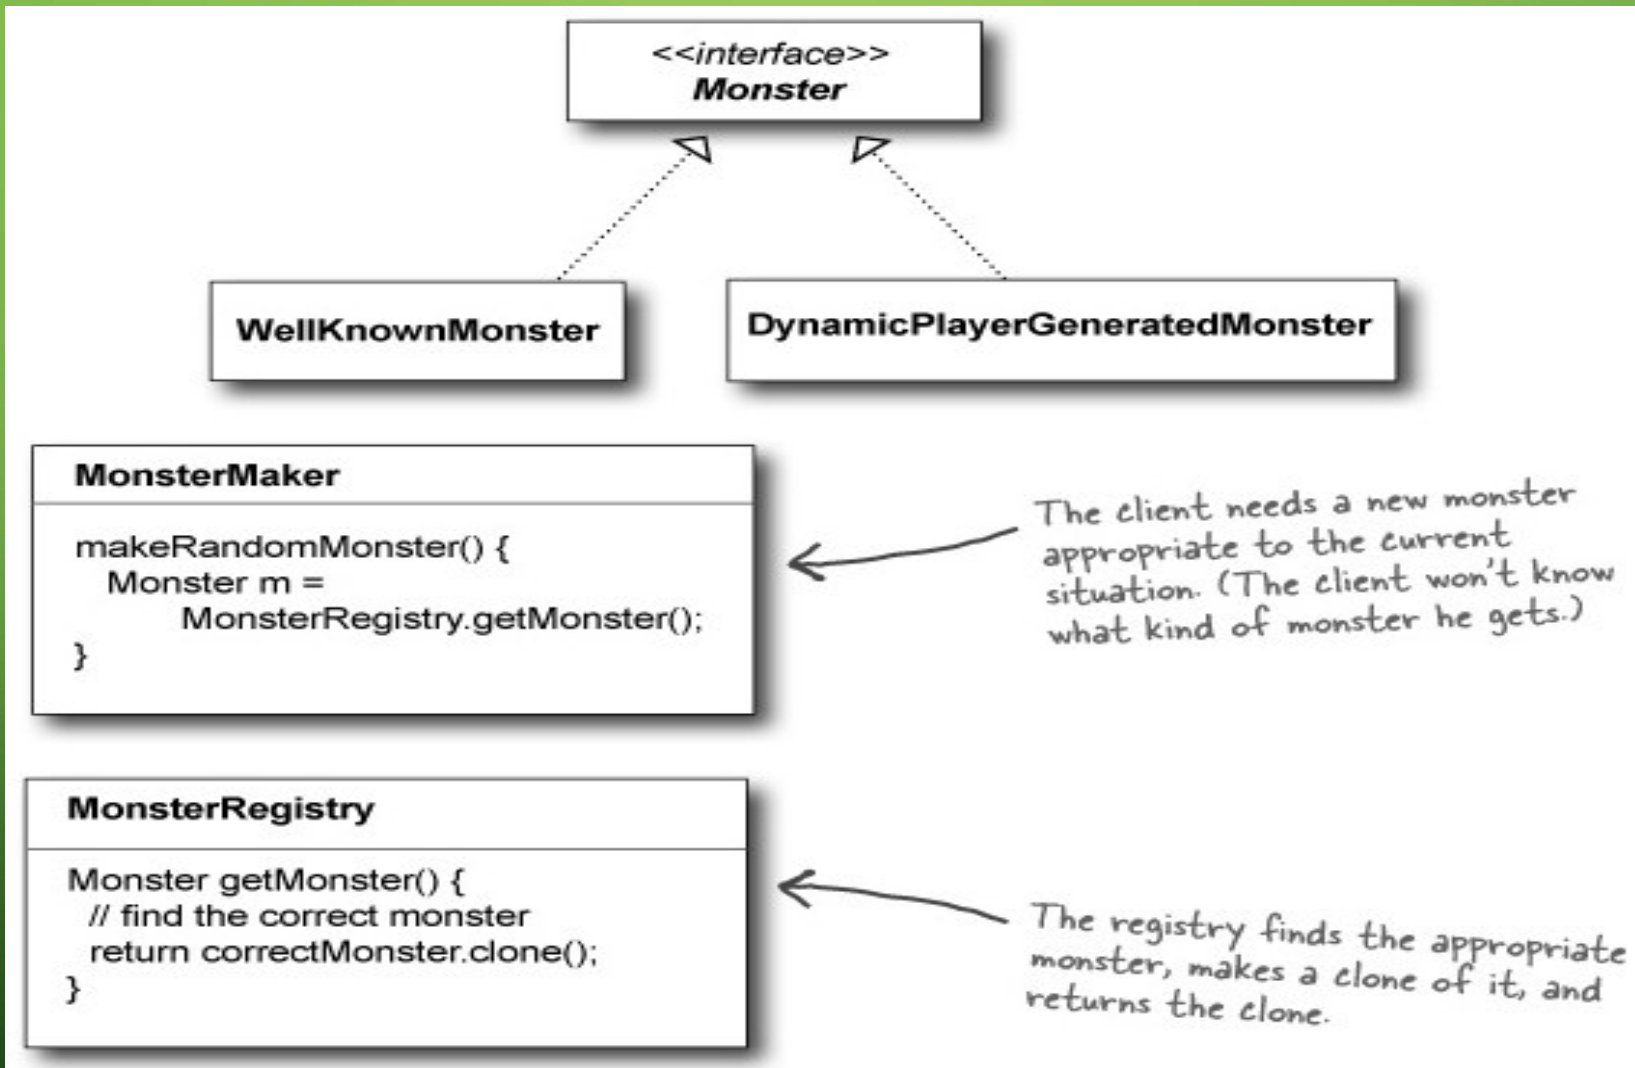 <<interface>>
Monster
WellKnownMonster
DynamicPlayerGeneratedMonster
MonsterMaker
makeRandomMonster() {
Monster m =
MonsterRegistry.getMonster();
}
The client needs a new monster
appropriate to the current
situation. (The client won't know
what kind of monster he gets.)
MonsterRegistry
Monster getMonster() {
// find the correct monster
return correctMonster.clone();
}
The registry finds the appropriate
monster, makes a clone of it, and
returns the clone.